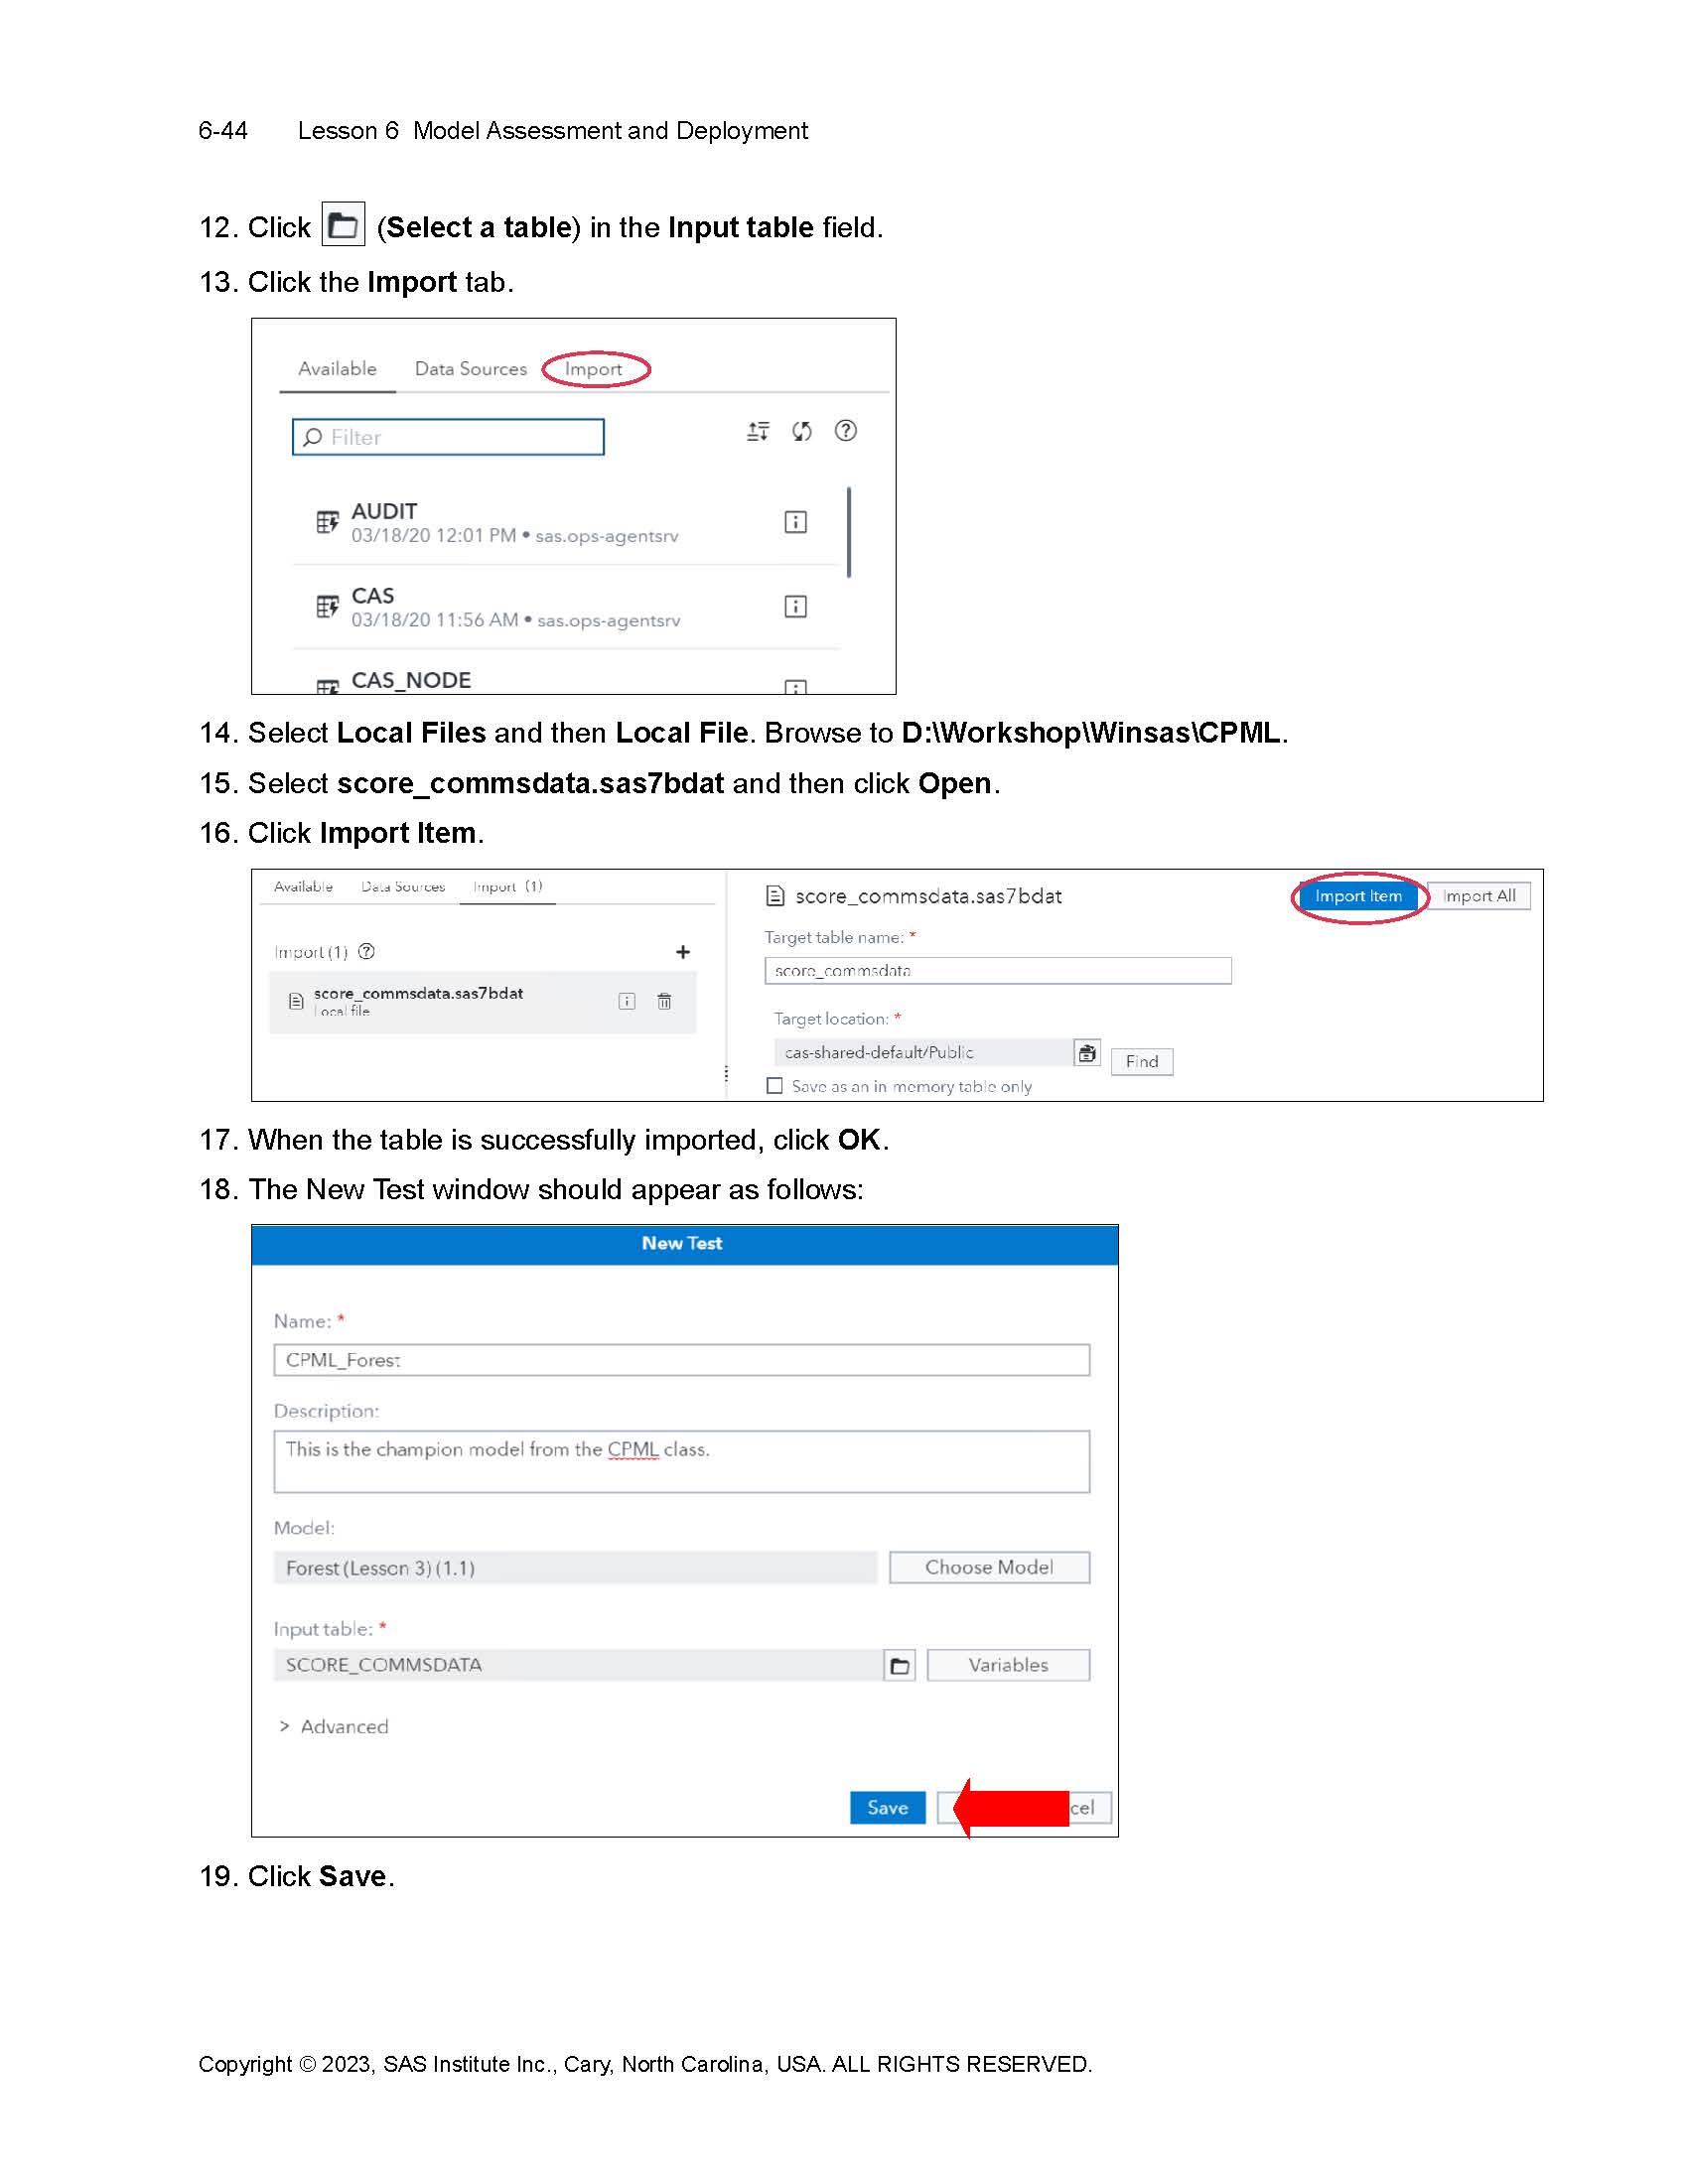 6-44 Lesson 6 Model Assessment and Deployment
12. Click (Select a table) in the Input table field.
13. Click the Import tab.
Available Data Sources Import
Filter
AUDIT
03/18/20 12:01 PM • sas.ops-agentsrv
CAS
03/18/20 11:56 AM • sas.ops-agentsrv
CAS_NODE
14. Select Local Files and then Local File. Browse to D:\Workshop\Winsas\CPML.
15. Select score_commsdata.sas7bdat and then click Open.
16. Click Import Item.
Available Data Sources Import (1)
score_commsdata.sas7bdat Import Item Import All
Target table name: *
Import (1)
score_commsdata
score_commsdata.sas7bdat
Local file
Target location: *
cas-shared-default/Public Find
Save as an in-memory table only
17. When the table is successfully imported, click OK.
18. The New Test window should appear as follows:
New Test
Name: *
CPML_Forest
Description:
This is the champion model from the CPML class.
Model:
Forest (Lesson 3) (1.1) Choose Model
Input table: *
SCORE_COMMSDATA Variables
> Advanced
Save cel
19. Click Save.
Copyright © 2023, SAS Institute Inc., Cary, North Carolina, USA. ALL RIGHTS RESERVED.